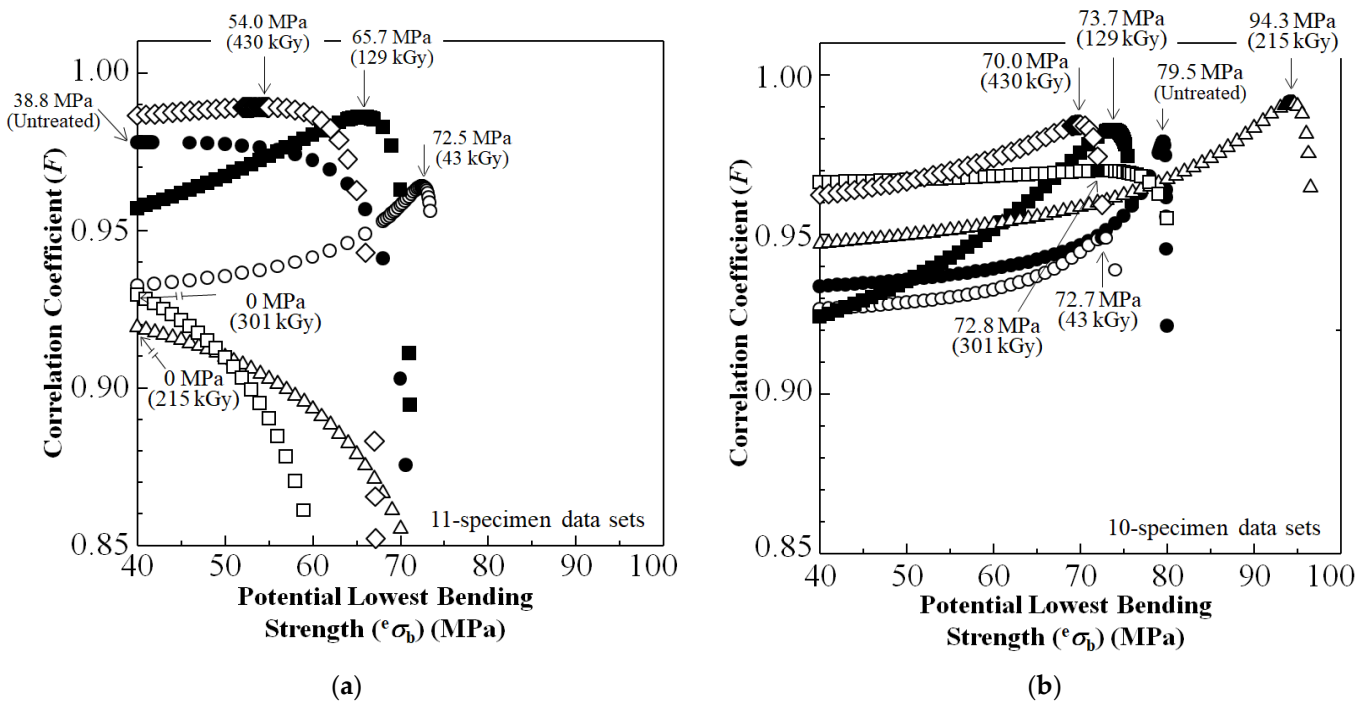 54.0 MPa
(430 kGy)
65.7 MPa
(129 kGy)
1.00
38.8 MPa
(Untreated)
72.5 MPa
(43 kGy)
0.95
Correlation Coefficient (F)
0 MPa
(301 kGy)
0.90
0 MPa
(215 kGy)
11-specimen data sets
0.85
40 50 60 70 80 90 100
Potential Lowest Bending
Strength (ᵉσ_b) (MPa)
(a)
73.7 MPa
(129 kGy)
94.3 MPa
(215 kGy)
70.0 MPa
(430 kGy)
79.5 MPa
(Untreated)
1.00
0.95
Correlation Coefficient (F)
72.7 MPa
(43 kGy)
72.8 MPa
(301 kGy)
0.90
10-specimen data sets
0.85
40 50 60 70 80 90 100
Potential Lowest Bending
Strength (ᵉσ_b) (MPa)
(b)